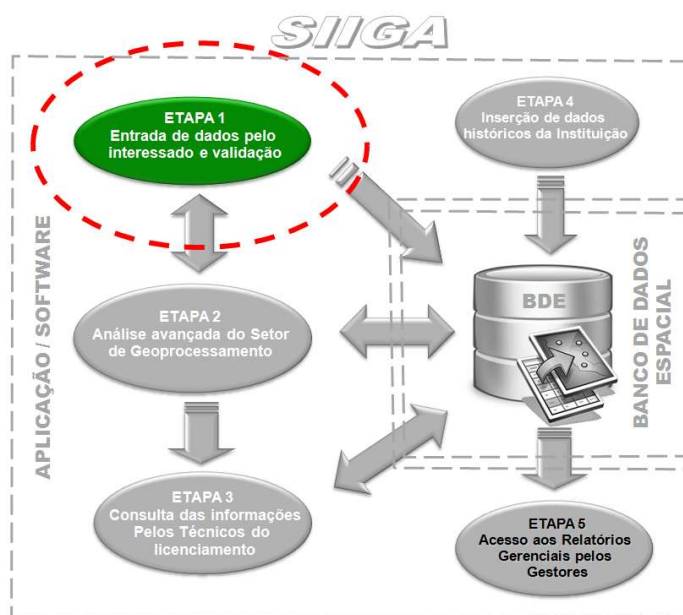 SIIGA
ETAPA 1
Entrada de dados pelo
interessado e validação
ETAPA 4
Inserção de dados
históricos da Instituição
APLICAÇÃO / SOFTWARE
ETAPA 2
Análise avançada do Setor
de Geoprocessamento
BDE
BANCO DE DADOS
ESPACIAL
ETAPA 3
Consulta das informações
Pelos Técnicos do
licenciamento
ETAPA 5
Acesso aos Relatórios
Gerenciais pelos
Gestores